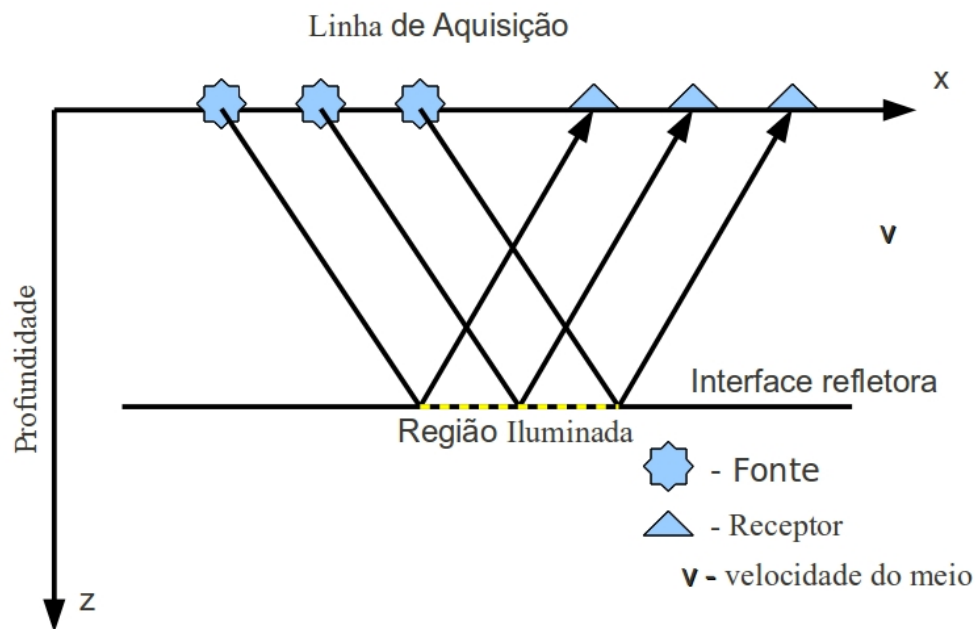 Linha de Aquisição
x
v
Profundidade
Interface refletora
Região Iluminada
- Fonte
- Receptor
v - velocidade do meio
z